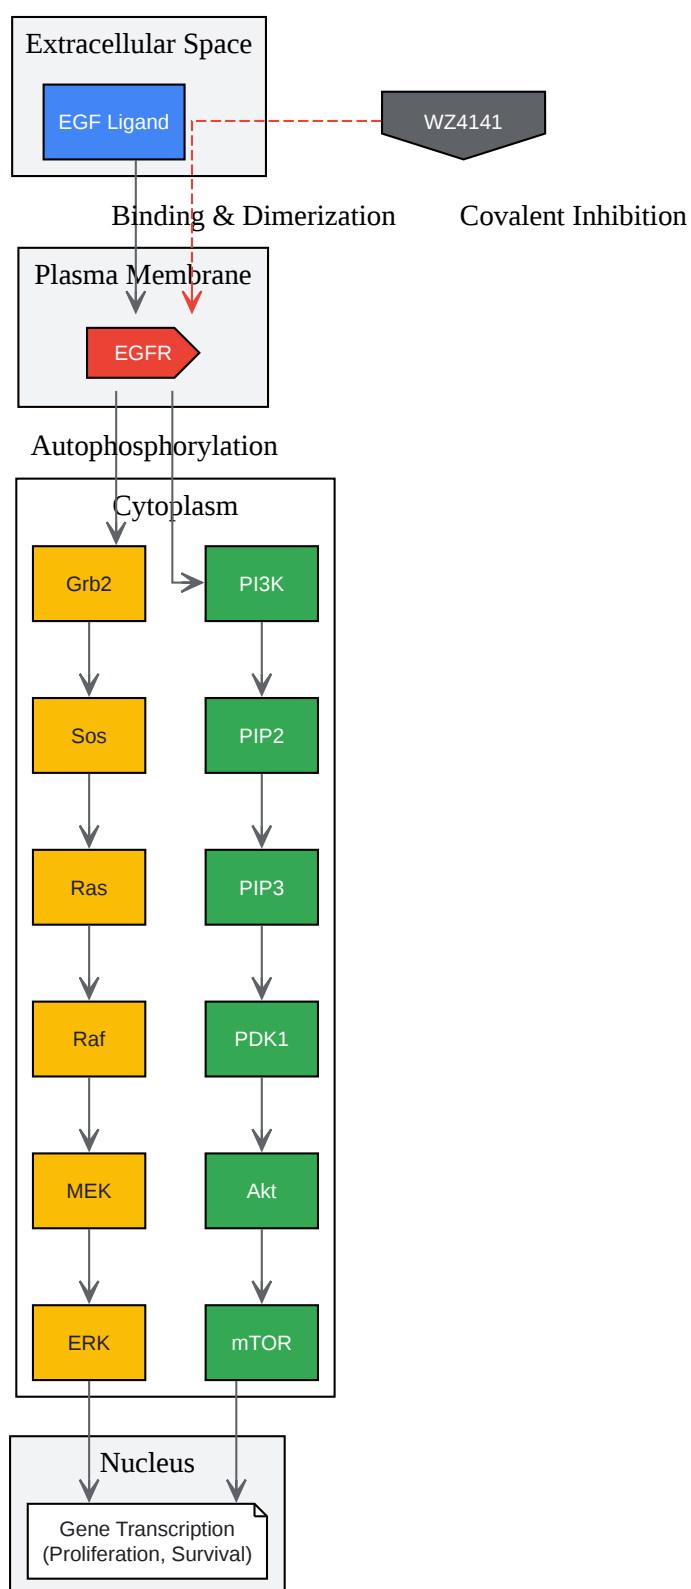 Extracellular Space
EGF Ligand
WZ4141
Binding & Dimerization
Covalent Inhibition
Plasma Membrane
EGFR
Autophosphorylation
Cytoplasm
Grb2
PI3K
Sos
PIP2
Ras
PIP3
Raf
PDK1
MEK
Akt
ERK
mTOR
Nucleus
Gene Transcription
(Proliferation, Survival)